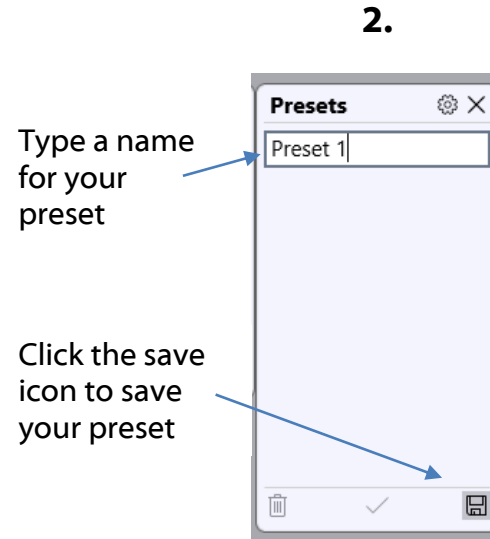 2.
Presets
Type a name
for your
preset
Preset 1
Click the save
icon to save
your preset